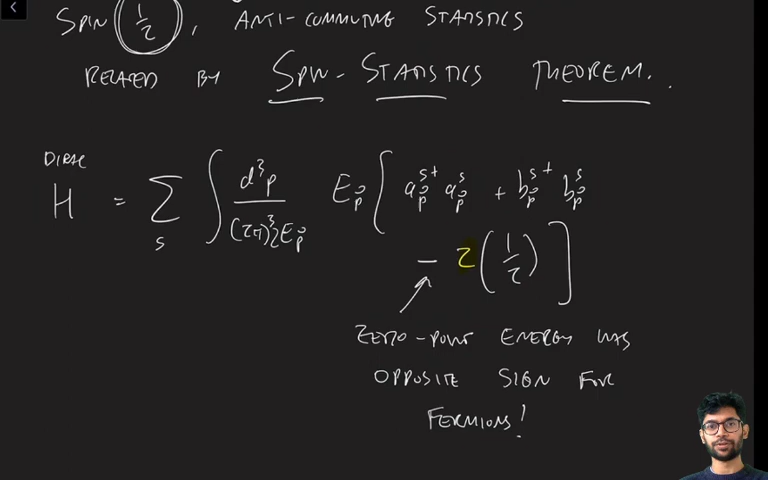 SPIN (1/2), ANTI-COMMUTING STATISTICS
RELATED BY SPIN-STATISTICS THEOREM.
DIRAC
H = ∑_s ∫ d³p/((2π)³2E_p⃗) E_p⃗ [ a_p⃗^s† a_p⃗^s + b_p⃗^s† b_p⃗^s
− 2(1/2) ]
ZERO-POINT ENERGY HAS
OPPOSITE SIGN FOR
FERMIONS!